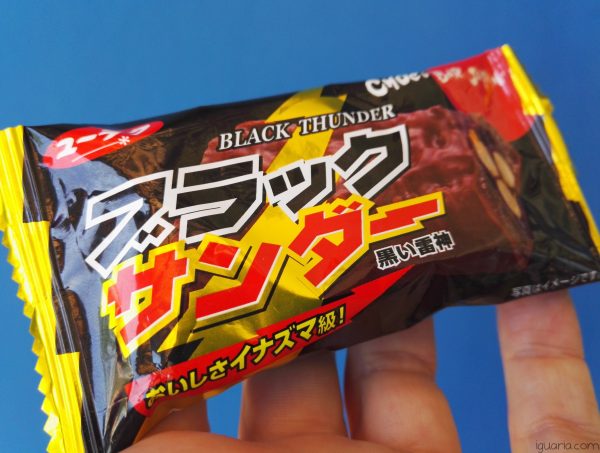 ユーラク
BLACK THUNDER
ブラック
サンダー
黒い雷神
おいしさイナズマ級!
iguaria.com